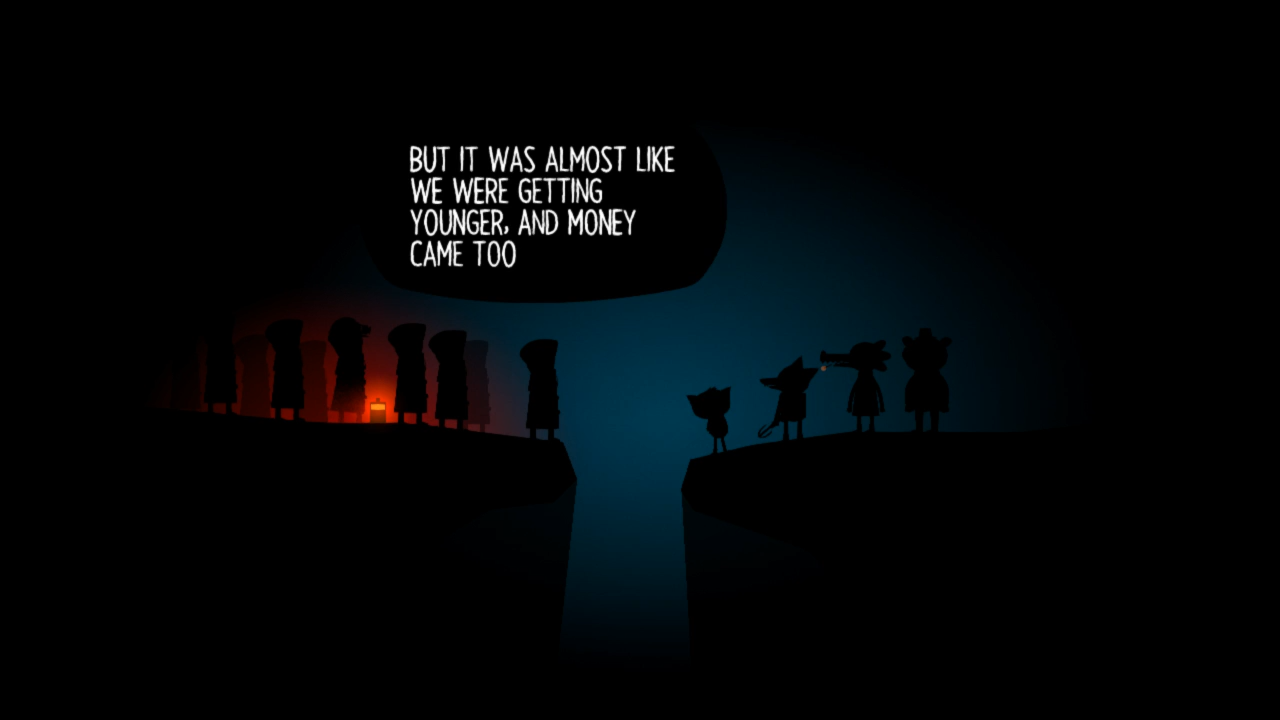 BUT IT WAS ALMOST LIKE
WE WERE GETTING
YOUNGER, AND MONEY
CAME TOO